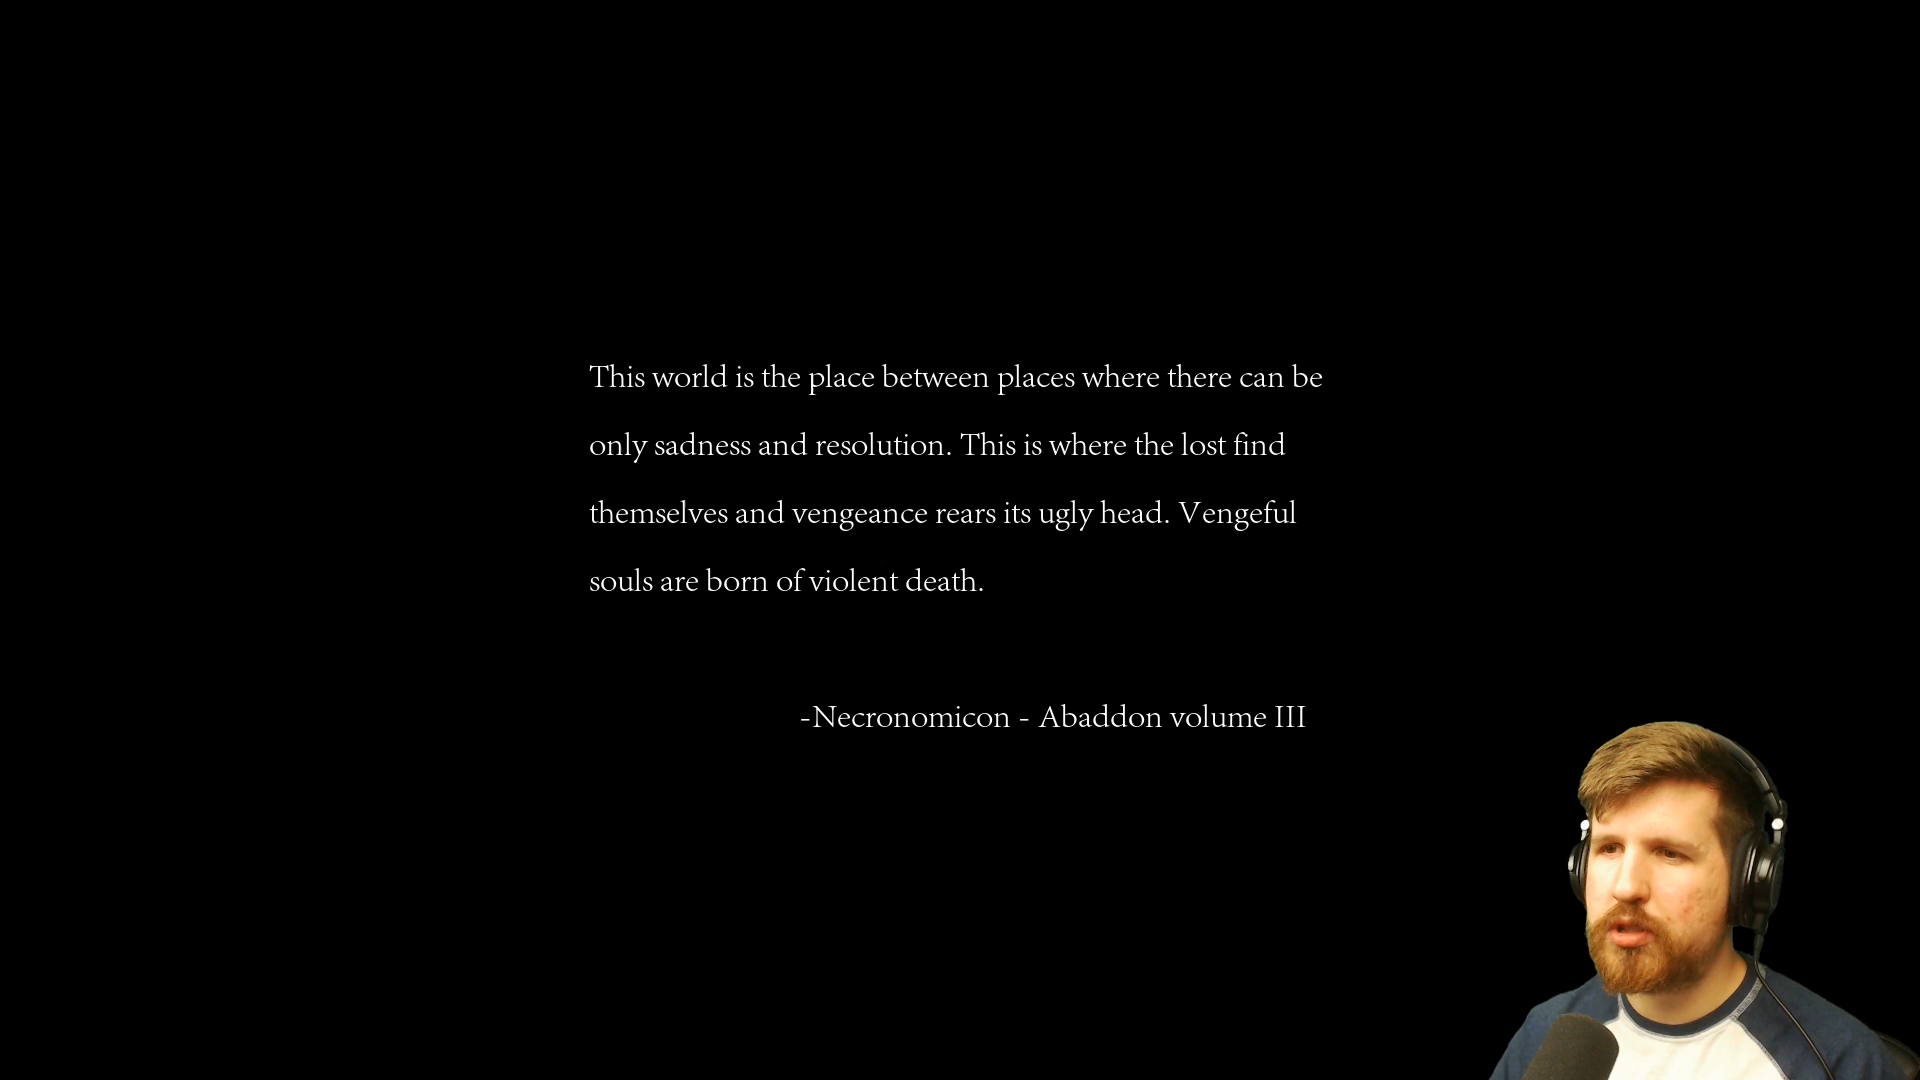 This world is the place between places where there can be
only sadness and resolution. This is where the lost find
themselves and vengeance rears its ugly head. Vengeful
souls are born of violent death.
-Necronomicon - Abaddon volume III